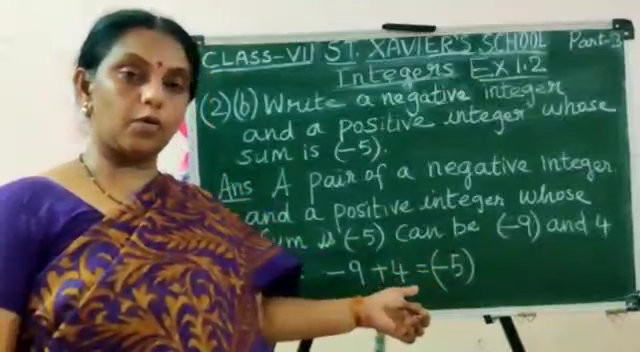 CLASS-VII ST. XAVIER'S SCHOOL Part-3
Integers EX 1.2
(2)(b) Write a negative integer
and a positive integer whose
sum is (-5).
Ans A pair of a negative integer
and a positive integer whose
sum is (-5) can be (-9) and 4
-9+4=(-5)